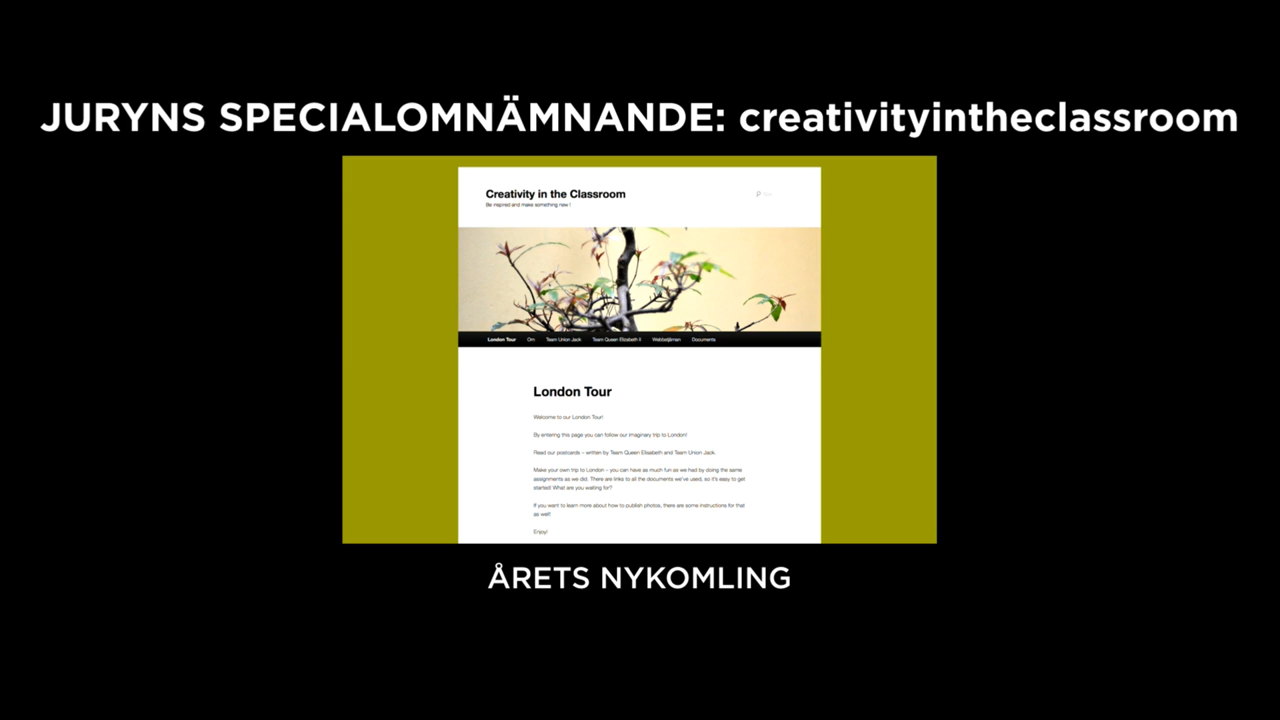 JURYNS SPECIALOMNÄMNANDE: creativityintheclassroom
Creativity in the Classroom
Be inspired and make something new !
London Tour Om Team Union Jack Team Queen Elizabeth II Webbstjärnan Documents
London Tour
Welcome to our London Tour!
By entering this page you can follow our imaginary trip to London!
Read our postcards – written by Team Queen Elisabeth and Team Union Jack.
Make your own trip to London – you can have as much fun as we had by doing the same
assignments as we did. There are links to all the documents we've used, so it's easy to get
started! What are you waiting for?
If you want to learn more about how to publish photos, there are some instructions for that
as well!
Enjoy!
ÅRETS NYKOMLING